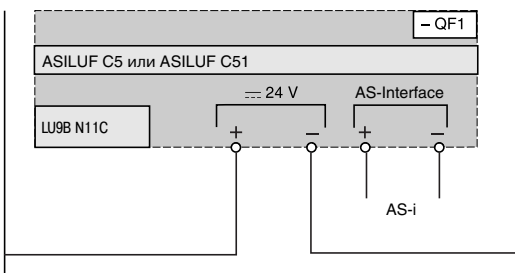 – QF1
ASILUF C5 или ASILUF C51
⎓ 24 V AS-Interface
LU9B N11C
+ – + –
AS-i